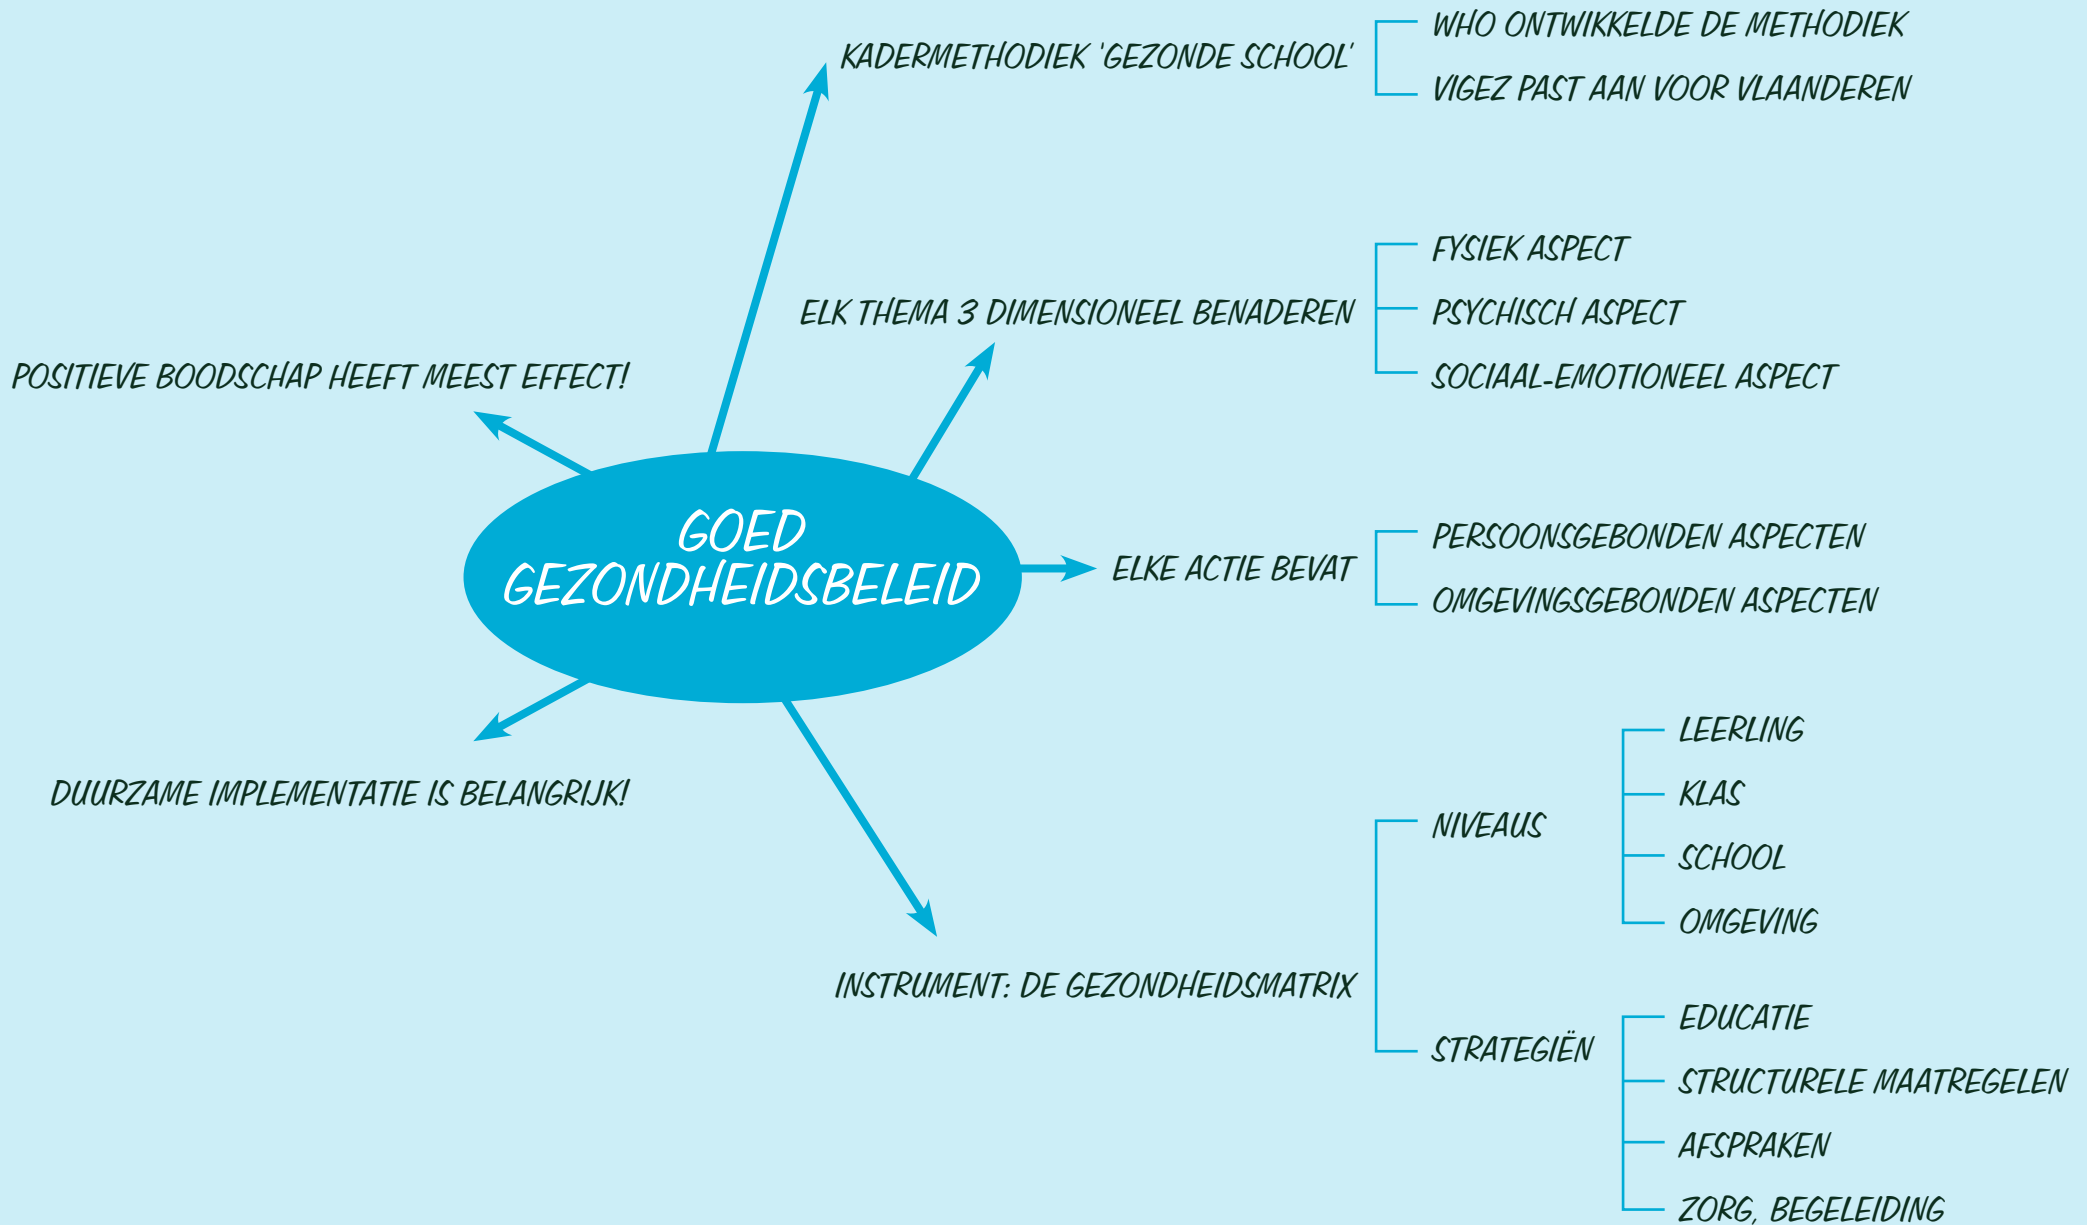 KADERMETHODIEK 'GEZONDE SCHOOL'
WHO ONTWIKKELDE DE METHODIEK
VIGEZ PAST AAN VOOR VLAANDEREN
ELK THEMA 3 DIMENSIONEEL BENADEREN
FYSIEK ASPECT
PSYCHISCH ASPECT
SOCIAAL-EMOTIONEEL ASPECT
POSITIEVE BOODSCHAP HEEFT MEEST EFFECT!
GOED
GEZONDHEIDSBELEID
ELKE ACTIE BEVAT
PERSOONSGEBONDEN ASPECTEN
OMGEVINGSGEBONDEN ASPECTEN
DUURZAME IMPLEMENTATIE IS BELANGRIJK!
INSTRUMENT: DE GEZONDHEIDSMATRIX
NIVEAUS
LEERLING
KLAS
SCHOOL
OMGEVING
STRATEGIËN
EDUCATIE
STRUCTURELE MAATREGELEN
AFSPRAKEN
ZORG, BEGELEIDING